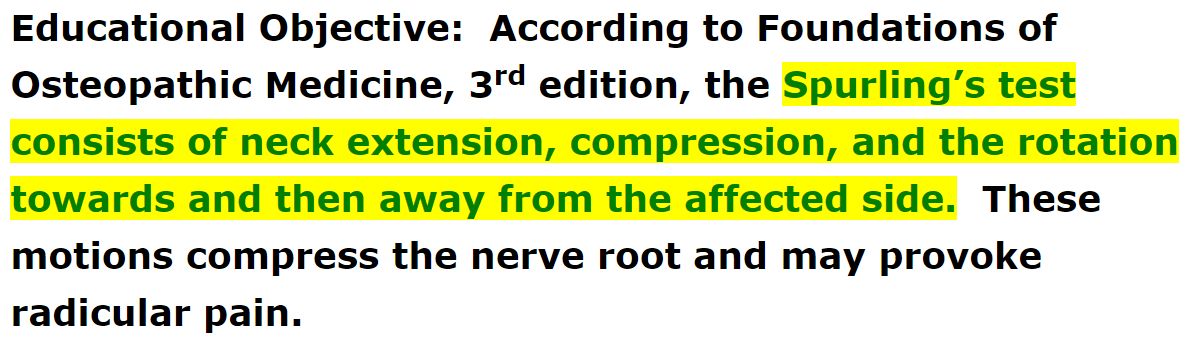 Educational Objective:  According to Foundations of
Osteopathic Medicine, 3rd edition, the Spurling’s test
consists of neck extension, compression, and the rotation
towards and then away from the affected side.  These
motions compress the nerve root and may provoke
radicular pain.